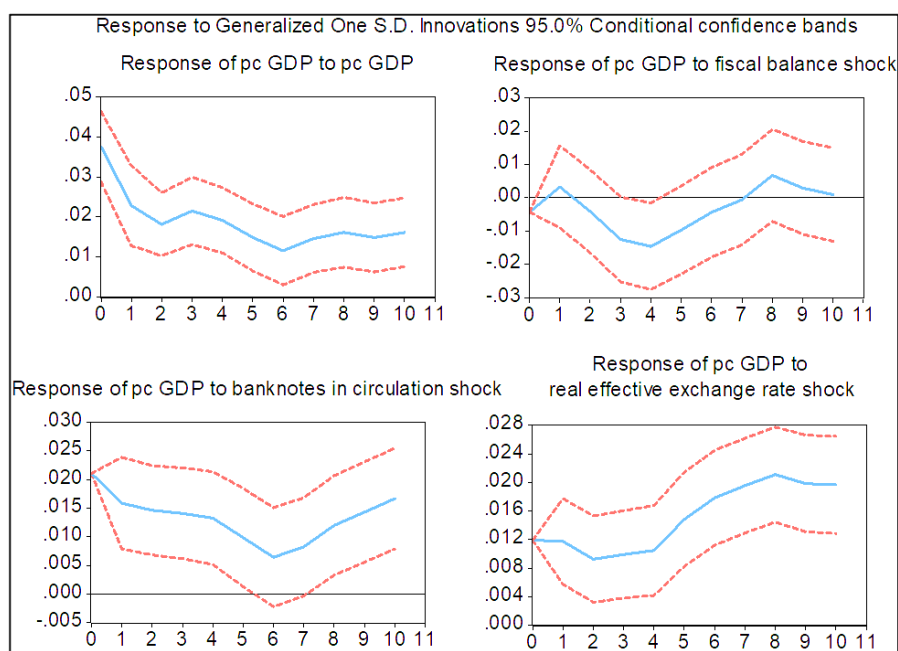 Response to Generalized One S.D. Innovations 95.0% Conditional confidence bands
Response of pc GDP to pc GDP
.05
.04
.03
.02
.01
.00
0 1 2 3 4 5 6 7 8 9 10 11
Response of pc GDP to fiscal balance shock
.03
.02
.01
.00
-.01
-.02
-.03
0 1 2 3 4 5 6 7 8 9 10 11
Response of pc GDP to banknotes in circulation shock
.030
.025
.020
.015
.010
.005
.000
-.005
0 1 2 3 4 5 6 7 8 9 10 11
Response of pc GDP to
real effective exchange rate shock
.028
.024
.020
.016
.012
.008
.004
.000
0 1 2 3 4 5 6 7 8 9 10 11